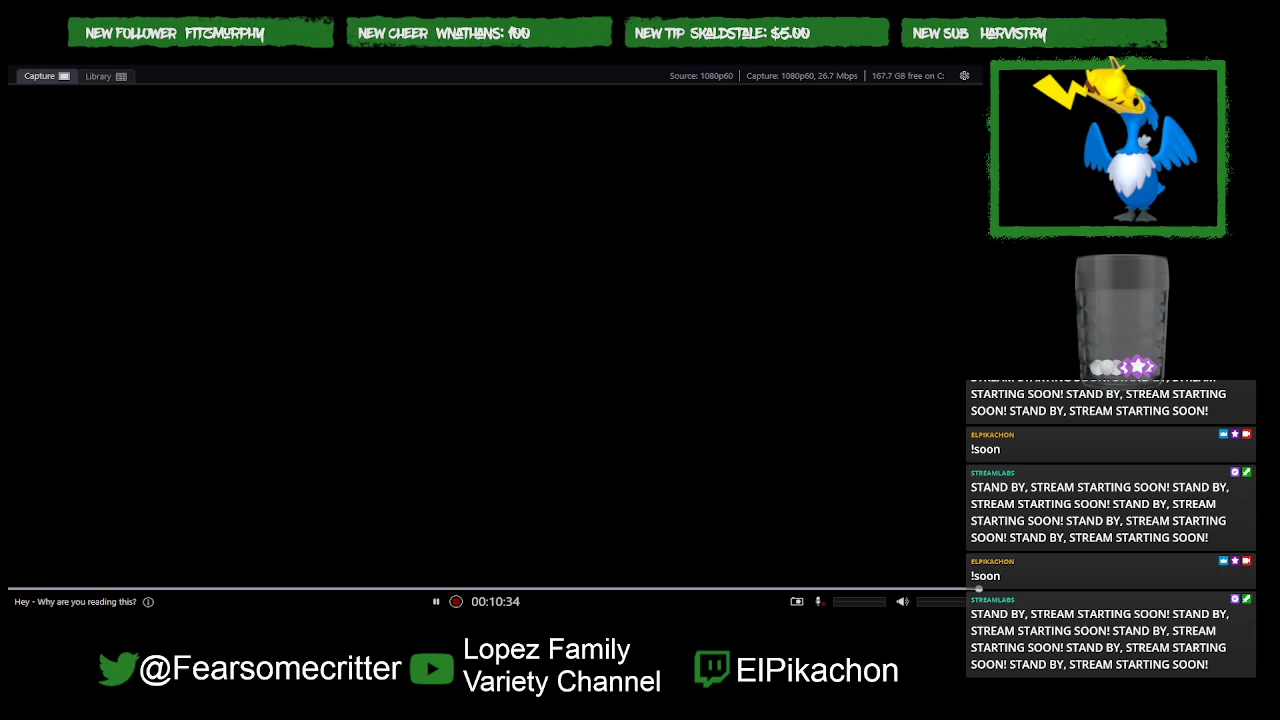 NEW FOLLOWER FITCMURPHY
NEW CHEER WNATHANS: 100
NEW TIP SKALDSTALE: $5.00
NEW SUB HARVISTRY
Capture
Library
Source: 1080p60
Capture: 1080p60, 26.7 Mbps
167.7 GB free on C:
STARTING SOON! STAND BY, STREAM STARTING
SOON! STAND BY, STREAM STARTING SOON!
ELPIKACHON
!soon
STREAMLABS
STAND BY, STREAM STARTING SOON! STAND BY,
STREAM STARTING SOON! STAND BY, STREAM
STARTING SOON! STAND BY, STREAM STARTING
SOON! STAND BY, STREAM STARTING SOON!
ELPIKACHON
!soon
STREAMLABS
STAND BY, STREAM STARTING SOON! STAND BY,
STREAM STARTING SOON! STAND BY, STREAM
STARTING SOON! STAND BY, STREAM STARTING
SOON! STAND BY, STREAM STARTING SOON!
Hey - Why are you reading this?
00:10:34
@Fearsomecritter
Lopez Family
Variety Channel
ElPikachon